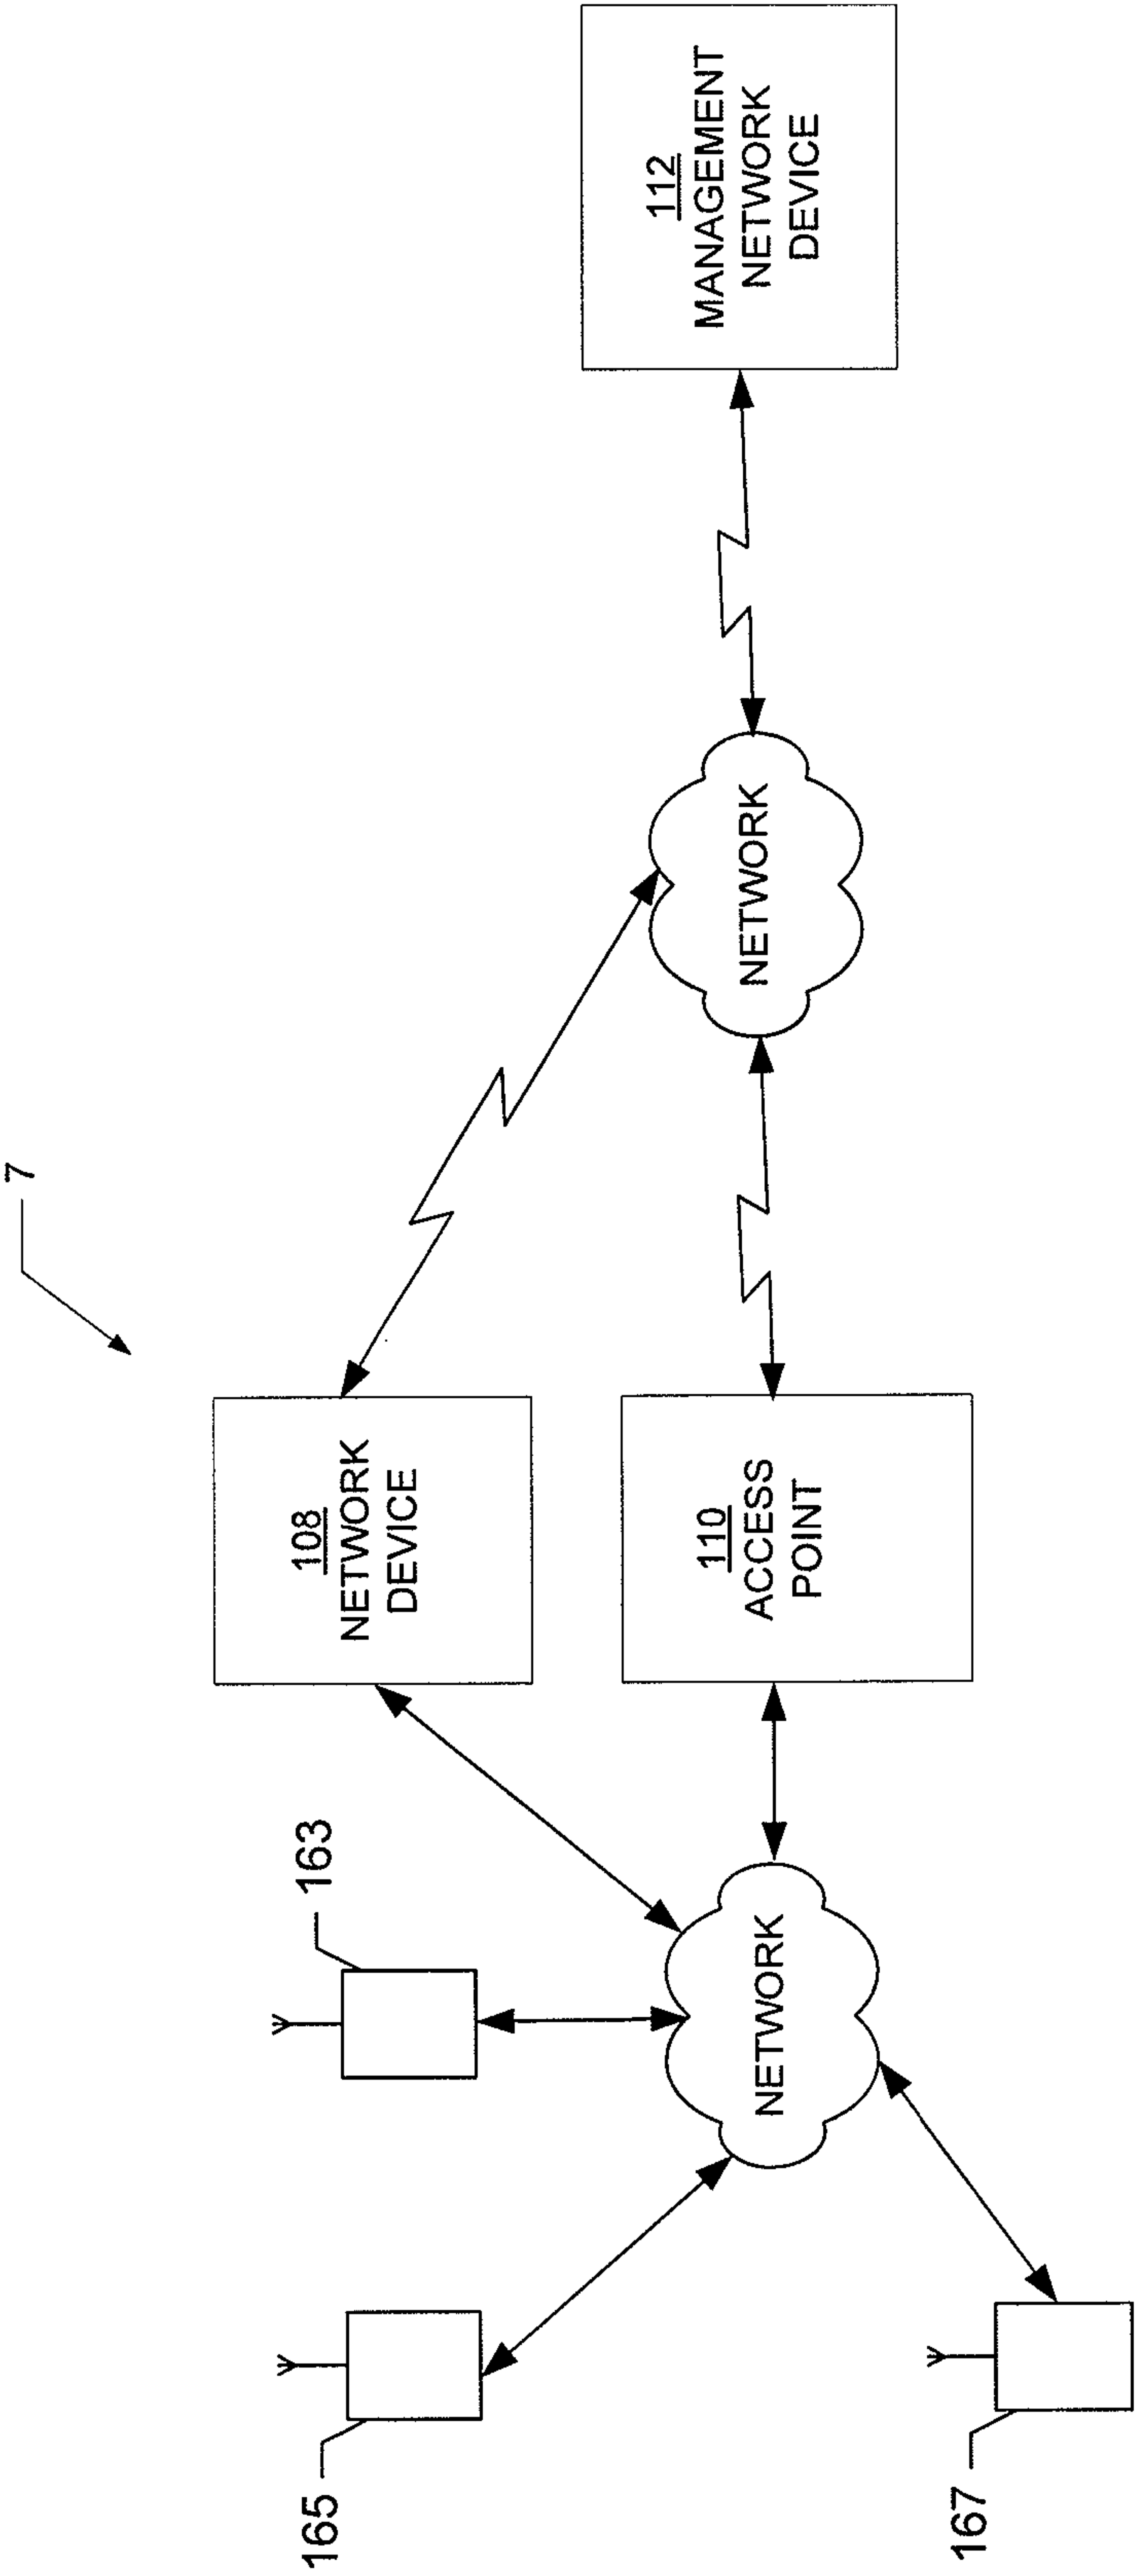 7
163
165
167
108
NETWORK
DEVICE
110
ACCESS
POINT
NETWORK
NETWORK
112
MANAGEMENT
NETWORK
DEVICE